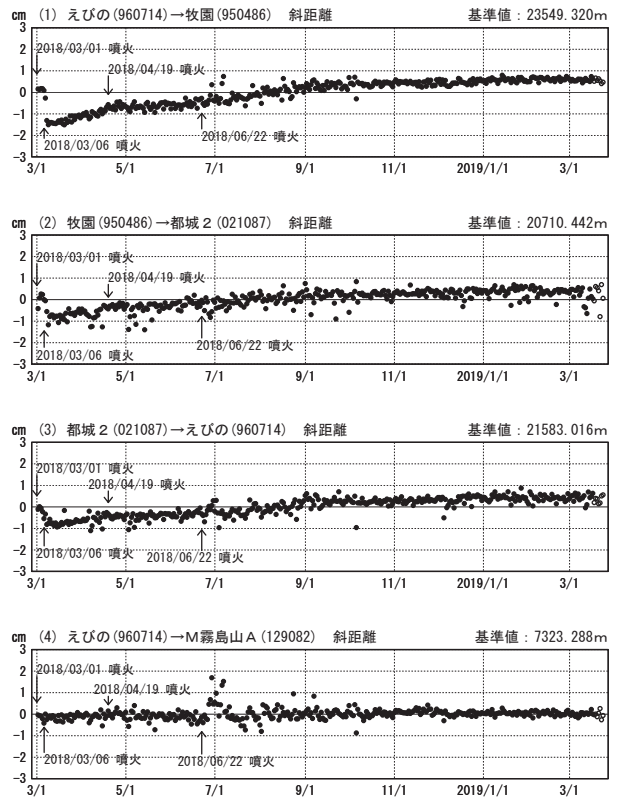 cm (1) えびの(960714)→牧園(950486) 斜距離 基準値：23549.320m
3
2
1
0
-1
-2
-3
2018/03/01 噴火
2018/04/19 噴火
2018/06/22 噴火
2018/03/06 噴火
3/1 5/1 7/1 9/1 11/1 2019/1/1 3/1
cm (2) 牧園(950486)→都城２(021087) 斜距離 基準値：20710.442m
3
2
1
0
-1
-2
-3
2018/03/01 噴火
2018/04/19 噴火
2018/06/22 噴火
2018/03/06 噴火
3/1 5/1 7/1 9/1 11/1 2019/1/1 3/1
cm (3) 都城２(021087)→えびの(960714) 斜距離 基準値：21583.016m
3
2
1
0
-1
-2
-3
2018/03/01 噴火
2018/04/19 噴火
2018/03/06 噴火
2018/06/22 噴火
3/1 5/1 7/1 9/1 11/1 2019/1/1 3/1
cm (4) えびの(960714)→Ｍ霧島山Ａ(129082) 斜距離 基準値：7323.288m
3
2
1
0
-1
-2
-3
2018/03/01 噴火
2018/04/19 噴火
2018/03/06 噴火
2018/06/22 噴火
3/1 5/1 7/1 9/1 11/1 2019/1/1 3/1